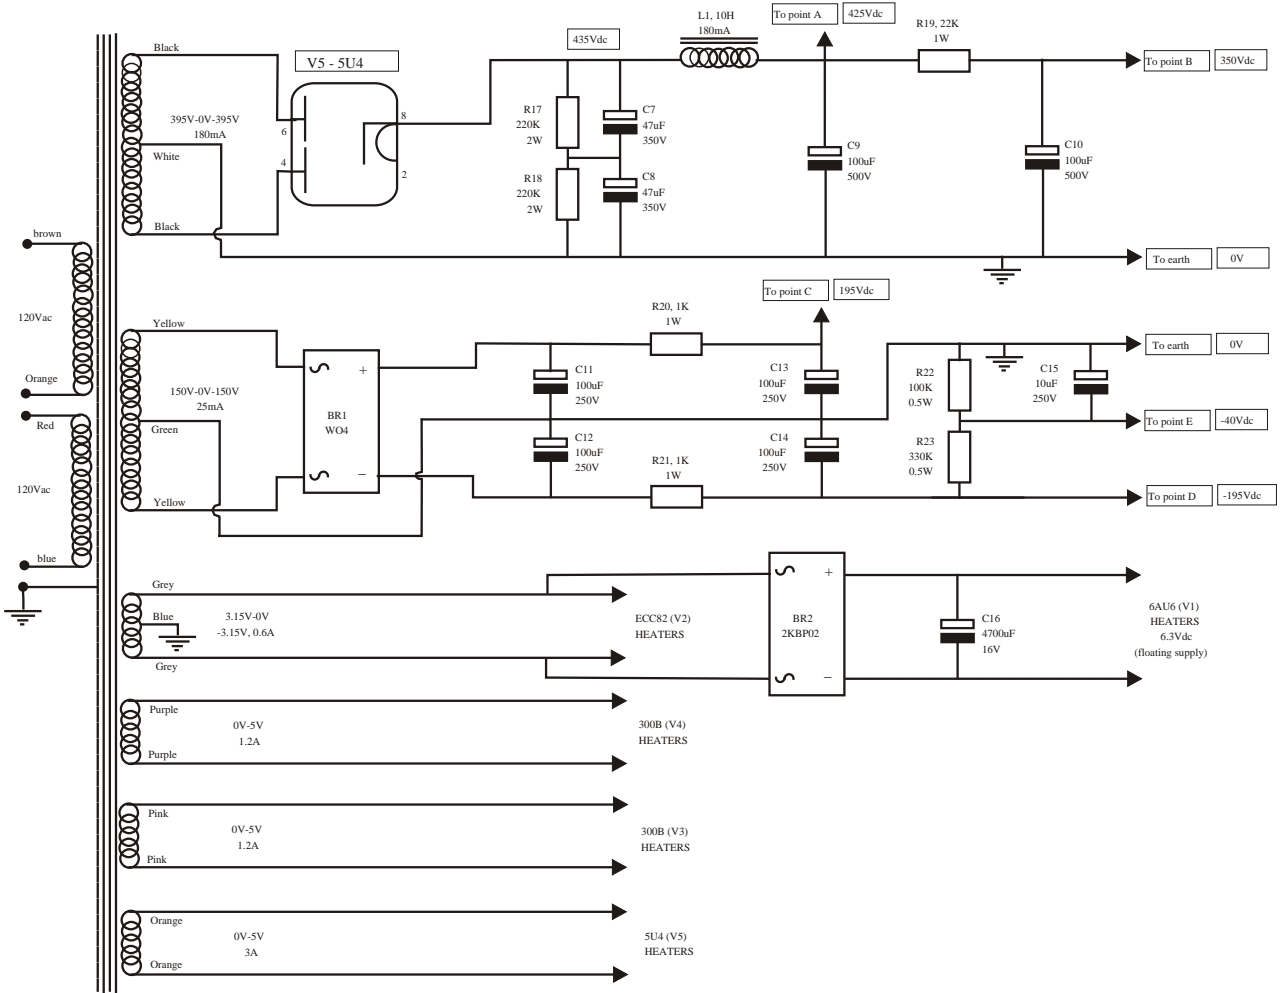 To point A
425Vdc
L1, 10H
180mA
R19, 22K
1W
435Vdc
Black
V5 - 5U4
To point B
350Vdc
395V-0-395V
180mA
6
8
4
2
White
R17
220K
2W
C7
47uF
350V
R18
220K
2W
C8
47uF
350V
C9
100uF
500V
C10
100uF
500V
Black
brown
To earth
0V
120Vac
Orange
Red
120Vac
blue
To point C
195Vdc
R20, 1K
1W
Yellow
To earth
0V
150V-0-150V
25mA
BR1
WO4
+
−
C11
100uF
250V
C13
100uF
250V
R22
100K
0.5W
C15
10uF
250V
Green
To point E
-40Vdc
C12
100uF
250V
C14
100uF
250V
R23
330K
0.5W
R21, 1K
1W
Yellow
To point D
-195Vdc
Grey
Blue
3.15V-0V
-3.15V, 0.6A
Grey
ECC82 (V2)
HEATERS
BR2
2KBP02
+
−
C16
4700uF
16V
6AU6 (V1)
HEATERS
6.3Vdc
(floating supply)
Purple
0V-5V
1.2A
Purple
300B (V4)
HEATERS
Pink
0V-5V
1.2A
Pink
300B (V3)
HEATERS
Orange
0V-5V
3A
Orange
5U4 (V5)
HEATERS